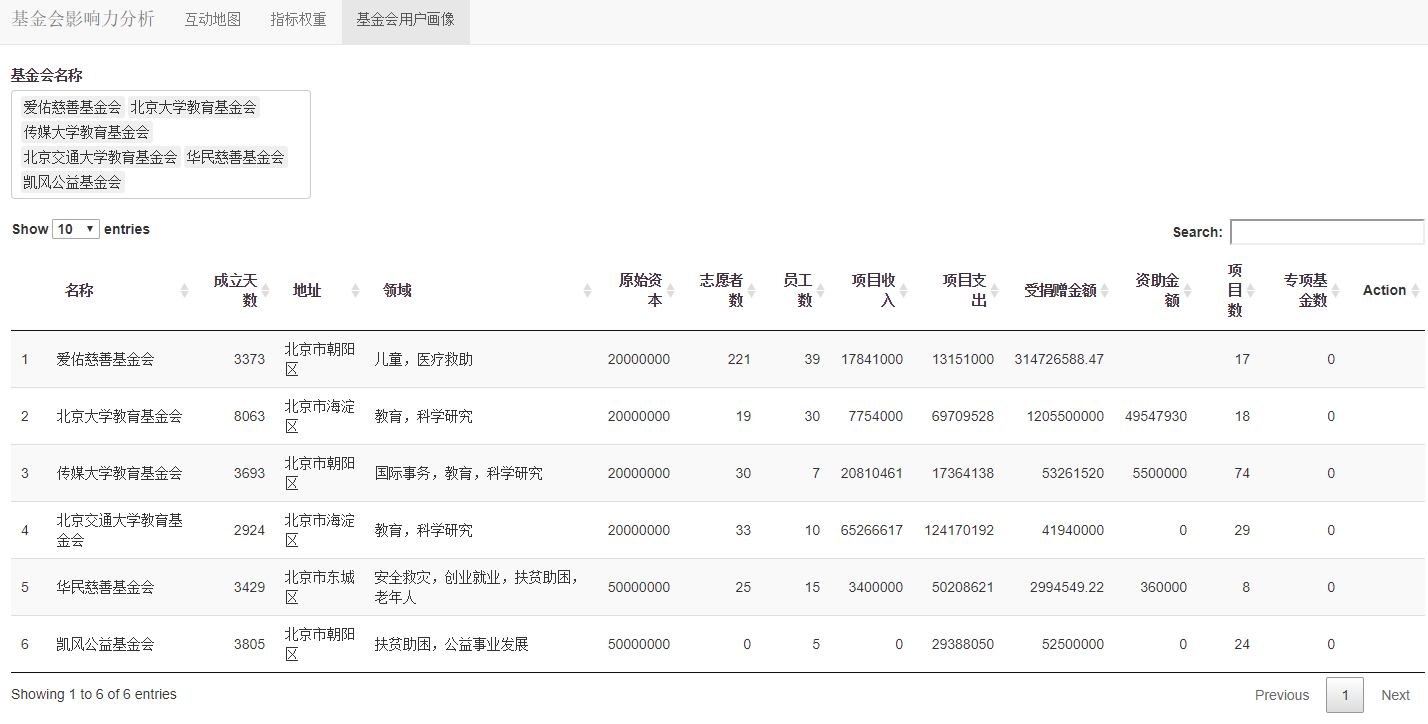 基金会影响力分析 互动地图 指标权重 基金会用户画像
基金会名称
爱佑慈善基金会 北京大学教育基金会
传媒大学教育基金会
北京交通大学教育基金会 华民慈善基金会
凯风公益基金会
Show 10 entries Search:
名称 成立天数 地址 领域 原始资本 志愿者数 员工数 项目收入 项目支出 受捐赠金额 资助金额 项目数 专项基金数 Action
1 爱佑慈善基金会 3373 北京市朝阳区 儿童，医疗救助 20000000 221 39 17841000 13151000 314726588.47 17 0
2 北京大学教育基金会 8063 北京市海淀区 教育，科学研究 20000000 19 30 7754000 69709528 1205500000 49547930 18 0
3 传媒大学教育基金会 3693 北京市朝阳区 国际事务，教育，科学研究 20000000 30 7 20810461 17364138 53261520 5500000 74 0
4 北京交通大学教育基金会 2924 北京市海淀区 教育，科学研究 20000000 33 10 65266617 124170192 41940000 0 29 0
5 华民慈善基金会 3429 北京市东城区 安全救灾，创业就业，扶贫助困，老年人 50000000 25 15 3400000 50208621 2994549.22 360000 8 0
6 凯风公益基金会 3805 北京市朝阳区 扶贫助困，公益事业发展 50000000 0 5 0 29388050 52500000 0 24 0
Showing 1 to 6 of 6 entries Previous 1 Next